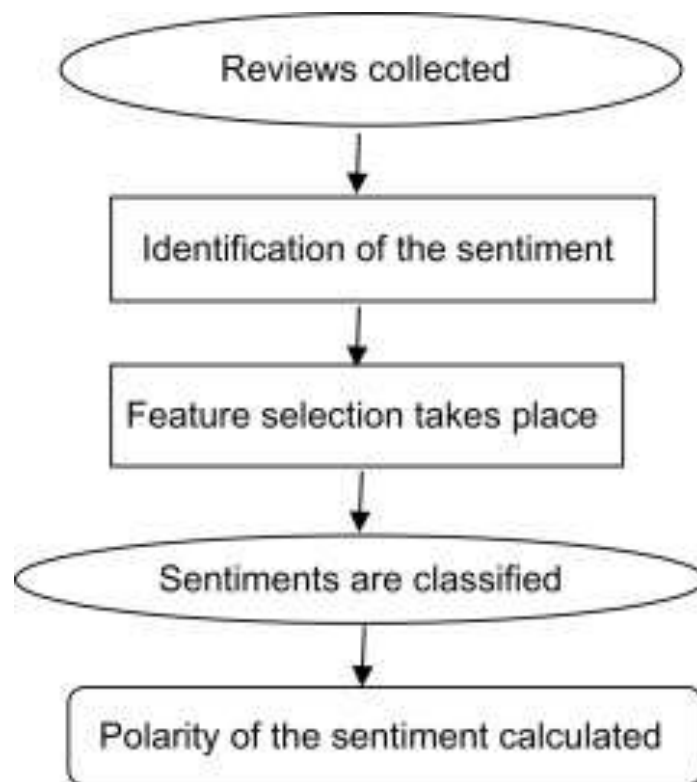 Reviews collected
Identification of the sentiment
Feature selection takes place
Sentiments are classified
Polarity of the sentiment calculated